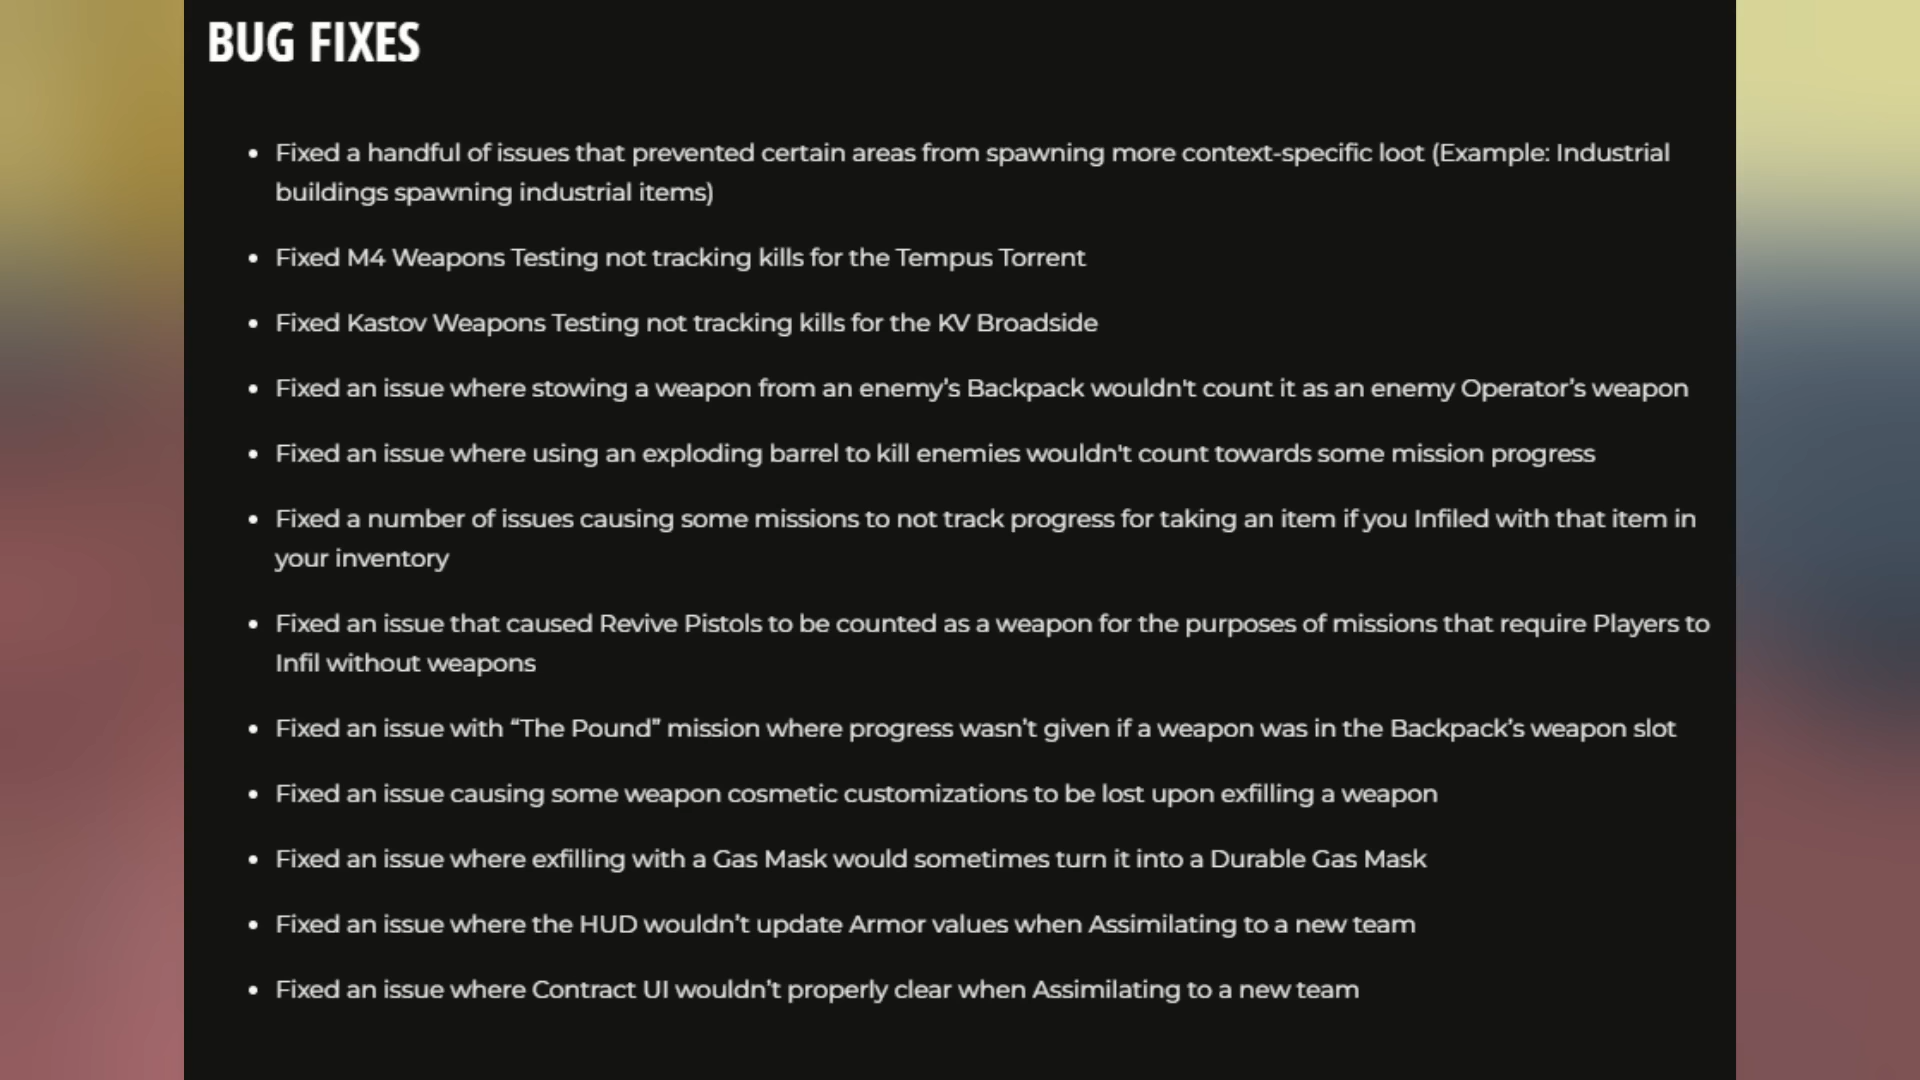 BUG FIXES
• Fixed a handful of issues that prevented certain areas from spawning more context-specific loot (Example: Industrial
buildings spawning industrial items)
• Fixed M4 Weapons Testing not tracking kills for the Tempus Torrent
• Fixed Kastov Weapons Testing not tracking kills for the KV Broadside
• Fixed an issue where stowing a weapon from an enemy’s Backpack wouldn't count it as an enemy Operator’s weapon
• Fixed an issue where using an exploding barrel to kill enemies wouldn't count towards some mission progress
• Fixed a number of issues causing some missions to not track progress for taking an item if you Infiled with that item in
your inventory
• Fixed an issue that caused Revive Pistols to be counted as a weapon for the purposes of missions that require Players to
Infil without weapons
• Fixed an issue with “The Pound” mission where progress wasn’t given if a weapon was in the Backpack’s weapon slot
• Fixed an issue causing some weapon cosmetic customizations to be lost upon exfilling a weapon
• Fixed an issue where exfilling with a Gas Mask would sometimes turn it into a Durable Gas Mask
• Fixed an issue where the HUD wouldn’t update Armor values when Assimilating to a new team
• Fixed an issue where Contract UI wouldn’t properly clear when Assimilating to a new team